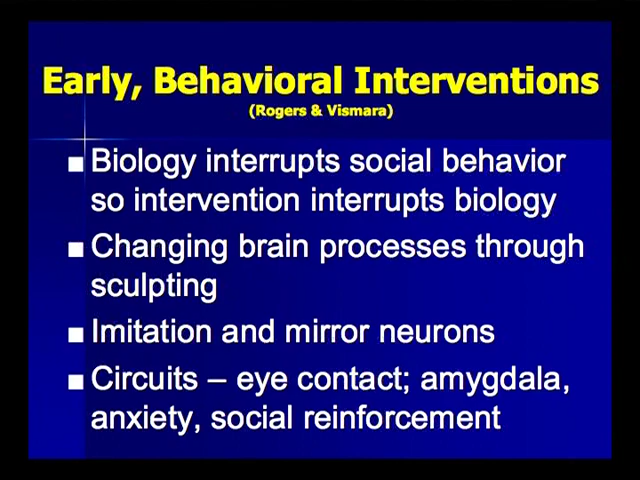 Early, Behavioral Interventions
(Rogers & Vismara)
Biology interrupts social behavior
so intervention interrupts biology
Changing brain processes through
sculpting
Imitation and mirror neurons
Circuits – eye contact; amygdala,
anxiety, social reinforcement